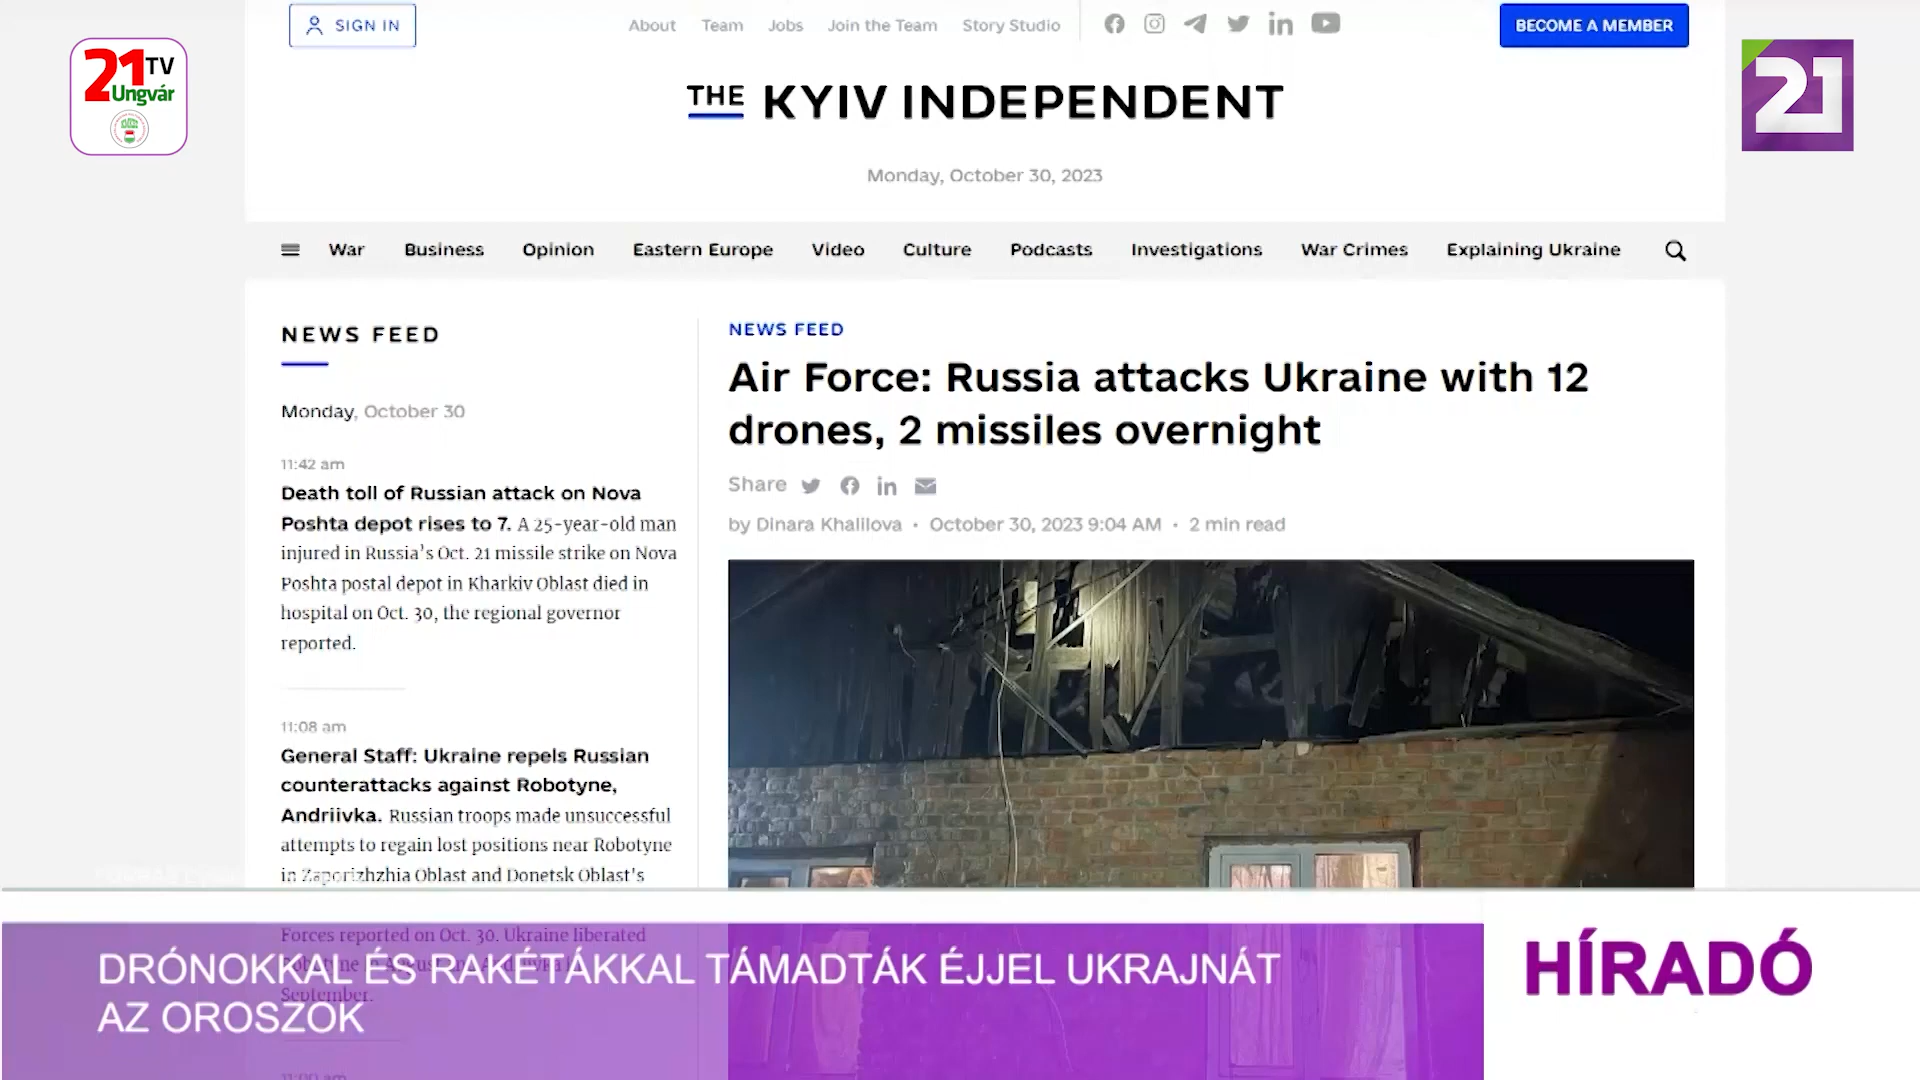 SIGN IN
About Team Jobs Join the Team Story Studio
BECOME A MEMBER
21 TV
Ungvár
21
THE KYIV INDEPENDENT
Monday, October 30, 2023
War Business Opinion Eastern Europe Video Culture Podcasts Investigations War Crimes Explaining Ukraine
NEWS FEED
Monday, October 30
11:42 am
Death toll of Russian attack on Nova
Poshta depot rises to 7. A 25-year-old man
injured in Russia's Oct. 21 missile strike on Nova
Poshta postal depot in Kharkiv Oblast died in
hospital on Oct. 30, the regional governor
reported.
11:08 am
General Staff: Ukraine repels Russian
counterattacks against Robotyne,
Andriivka. Russian troops made unsuccessful
attempts to regain lost positions near Robotyne
in Zaporizhzhia Oblast and Donetsk Oblast's
Forces reported on Oct. 30. Ukraine liberated
September.
NEWS FEED
Air Force: Russia attacks Ukraine with 12
drones, 2 missiles overnight
Share
by Dinara Khalilova • October 30, 2023 9:04 AM • 2 min read
DRÓNOKKAL ÉS RAKÉTÁKKAL TÁMADTÁK ÉJJEL UKRAJNÁT
AZ OROSZOK
HÍRADÓ